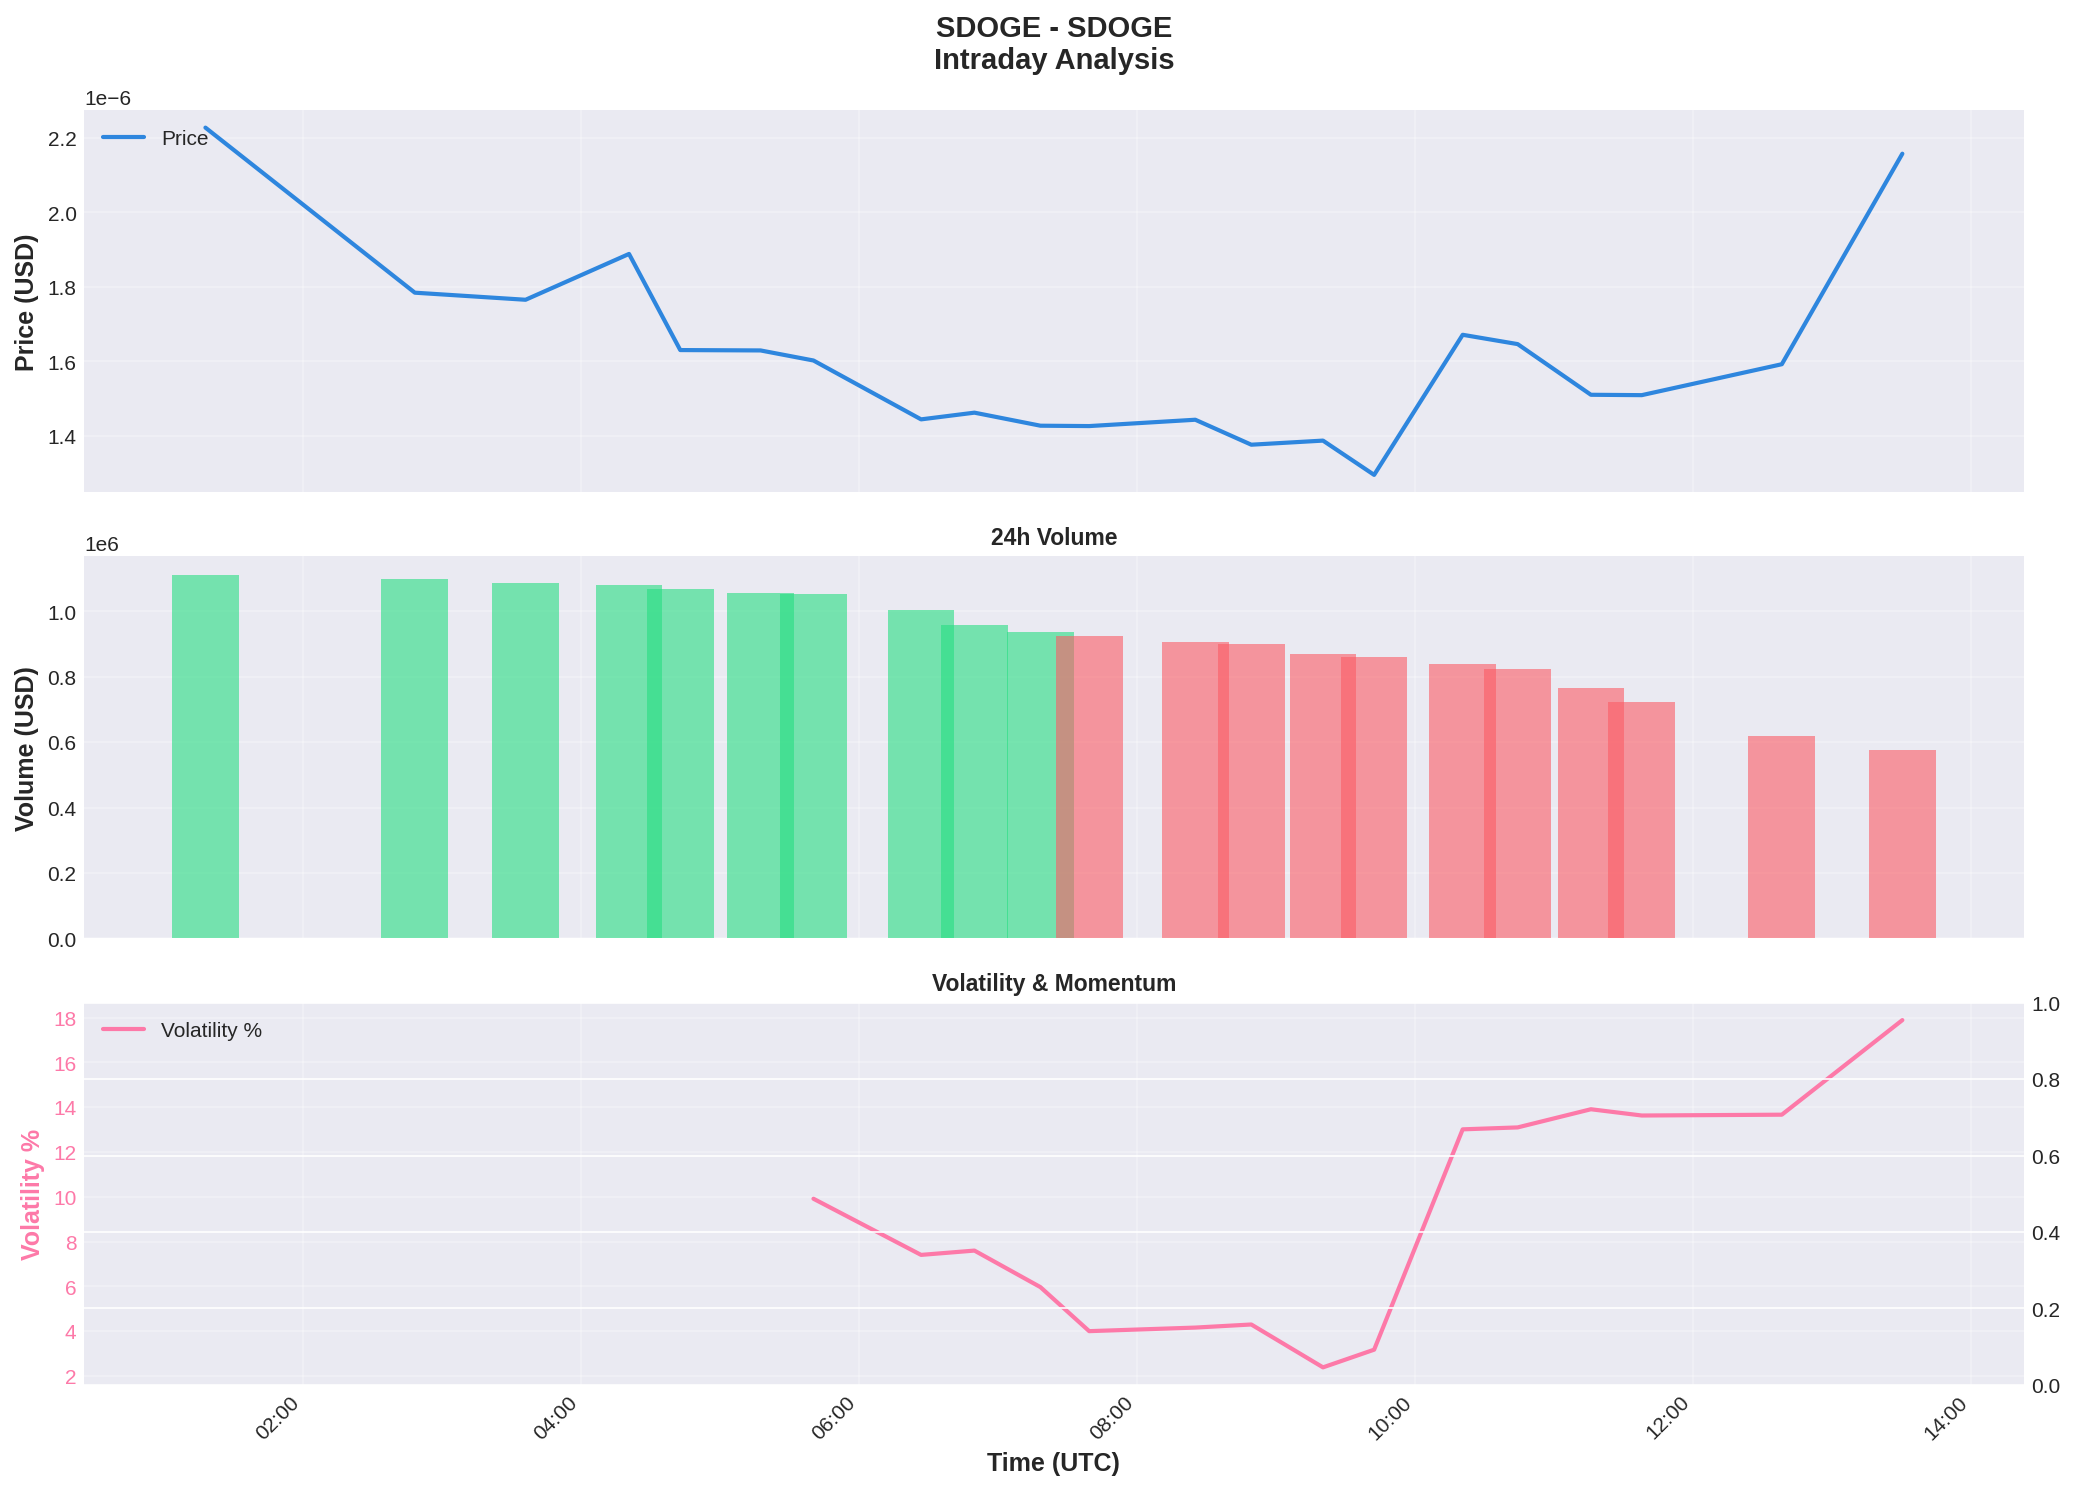 SDOGE - SDOGE
Intraday Analysis
1e−6
Price
2.2
2.0
1.8
1.6
1.4
Price (USD)
24h Volume
1e6
1.0
0.8
0.6
0.4
0.2
0.0
Volume (USD)
Volatility & Momentum
Volatility %
18
16
14
12
10
8
6
4
2
Volatility %
1.0
0.8
0.6
0.4
0.2
0.0
02:00
04:00
06:00
08:00
10:00
12:00
14:00
Time (UTC)